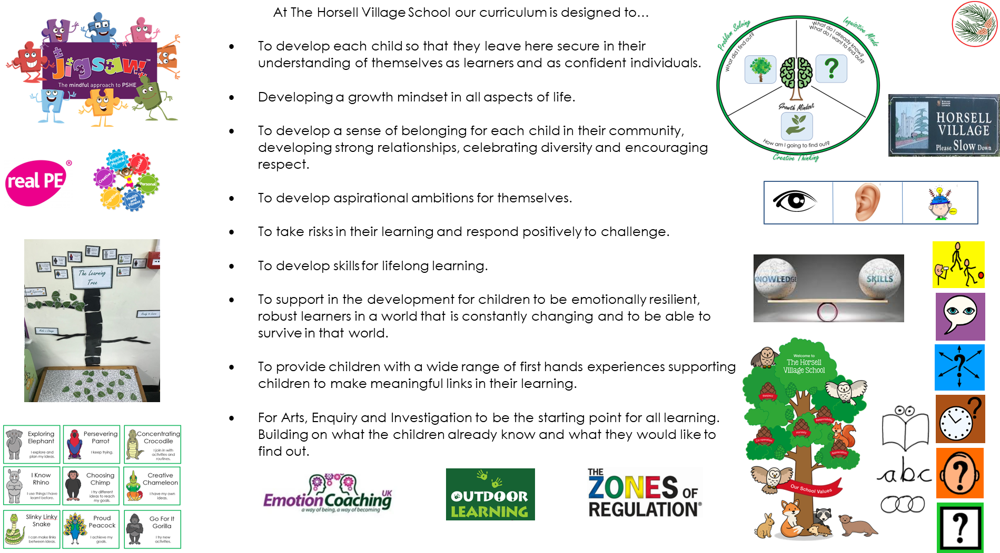 At The Horsell Village School our curriculum is designed to…
To develop each child so that they leave here secure in their
understanding of themselves as learners and as confident individuals.
Developing a growth mindset in all aspects of life.
To develop a sense of belonging for each child in their community,
developing strong relationships, celebrating diversity and encouraging
respect.
To develop aspirational ambitions for themselves.
To take risks in their learning and respond positively to challenge.
To develop skills for lifelong learning.
To support in the development for children to be emotionally resilient,
robust learners in a world that is constantly changing and to be able to
survive in that world.
To provide children with a wide range of first hands experiences supporting
children to make meaningful links in their learning.
For Arts, Enquiry and Investigation to be the starting point for all learning.
Building on what the children already know and what they would like to
find out.
jigsaw™
The mindful approach to PSHE
real PE®
Applying Physical
Social
Personal
Health and Fitness
Cognitive
Creative
The Learning
Tree
Ready to Learn
Make a Change
Exploring
Elephant
I explore and
plan my ideas.
Persevering
Parrot
I keep trying.
Concentrating
Crocodile
I join in with
activities and
routines.
I Know
Rhino
I use things I have
learnt before.
Choosing
Chimp
I try different
ideas to reach
my goals.
Creative
Chameleon
I have my own
ideas.
Slinky Linky
Snake
I can make links
between ideas.
Proud
Peacock
I achieve my
goals.
Go For It
Gorilla
I try new
activities.
EmotionCoaching UK
a way of being, a way of becoming
OUTDOOR
LEARNING
THE
ZONES OF
REGULATION®
Problem Solving
What did I find out?
Inquisitive Minds
What do I already know?
What do I want to find out?
?
Growth Mindset
How am I going to find out?
Creative Thinking
WOKING
BOROUGH
COUNCIL
HORSELL
VILLAGE
Please Slow Down
KNOWLEDGE
SKILLS
Welcome to
The Horsell
Village School
Respect
Responsibility
Honesty
Co-operation
Appreciation
Our School Values
abc
?
?
?
?